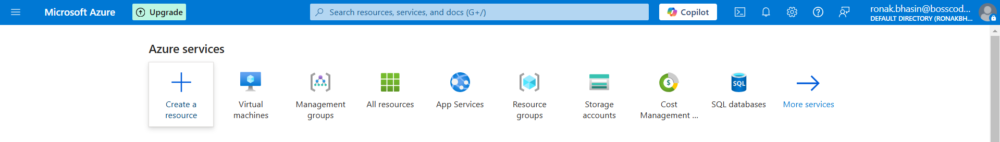 Microsoft Azure
Upgrade
Search resources, services, and docs (G+/)
Copilot
ronak.bhasin@bosscod...
DEFAULT DIRECTORY (RONAKBH...
Azure services
Create a
resource
Virtual
machines
Management
groups
All resources
App Services
Resource
groups
Storage
accounts
$
Cost
Management ...
SQL
SQL databases
More services